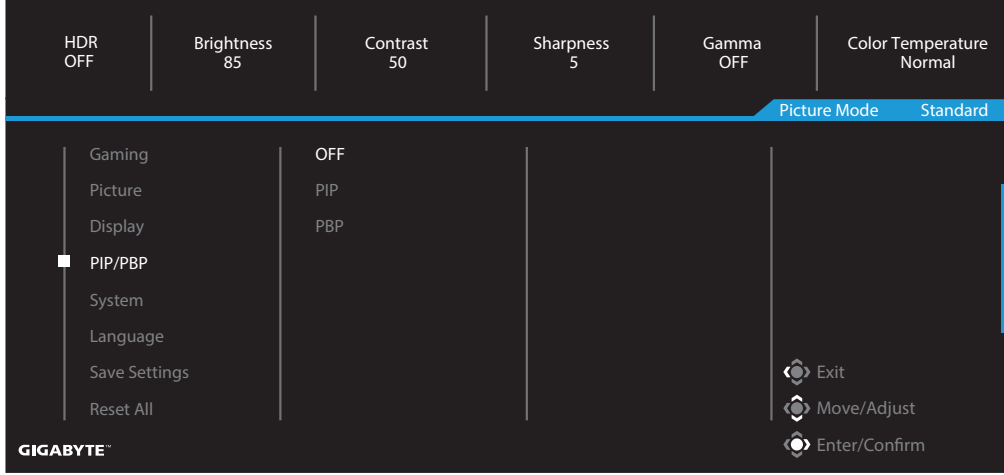 HDR
OFF
Brightness
85
Contrast
50
Sharpness
5
Gamma
OFF
Color Temperature
Normal
Picture Mode Standard
Gaming
Picture
Display
PIP/PBP
System
Language
Save Settings
Reset All
OFF
PIP
PBP
Exit
Move/Adjust
Enter/Confirm
GIGABYTE™